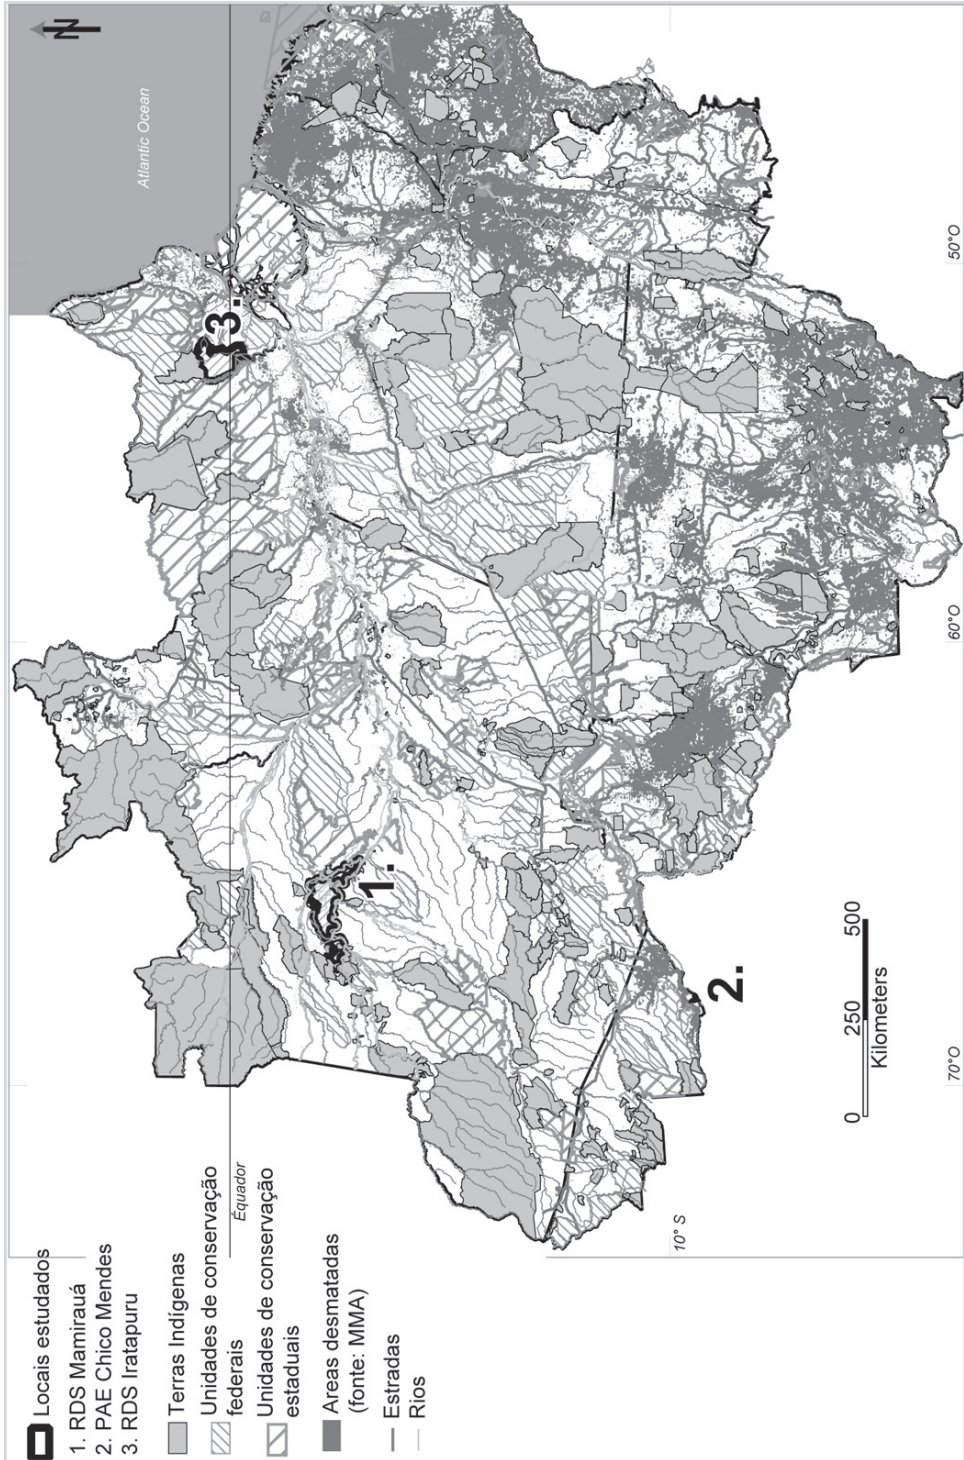 N
Atlantic Ocean
Équador
1.
2.
3.
10° S
70°O
60°O
50°O
0 250 500
Kilometers
Locais estudados
1. RDS Mamirauá
2. PAE Chico Mendes
3. RDS Iratapuru
Terras Indígenas
Unidades de conservação
federais
Unidades de conservação
estaduais
Areas desmatadas
(fonte: MMA)
Estradas
Rios